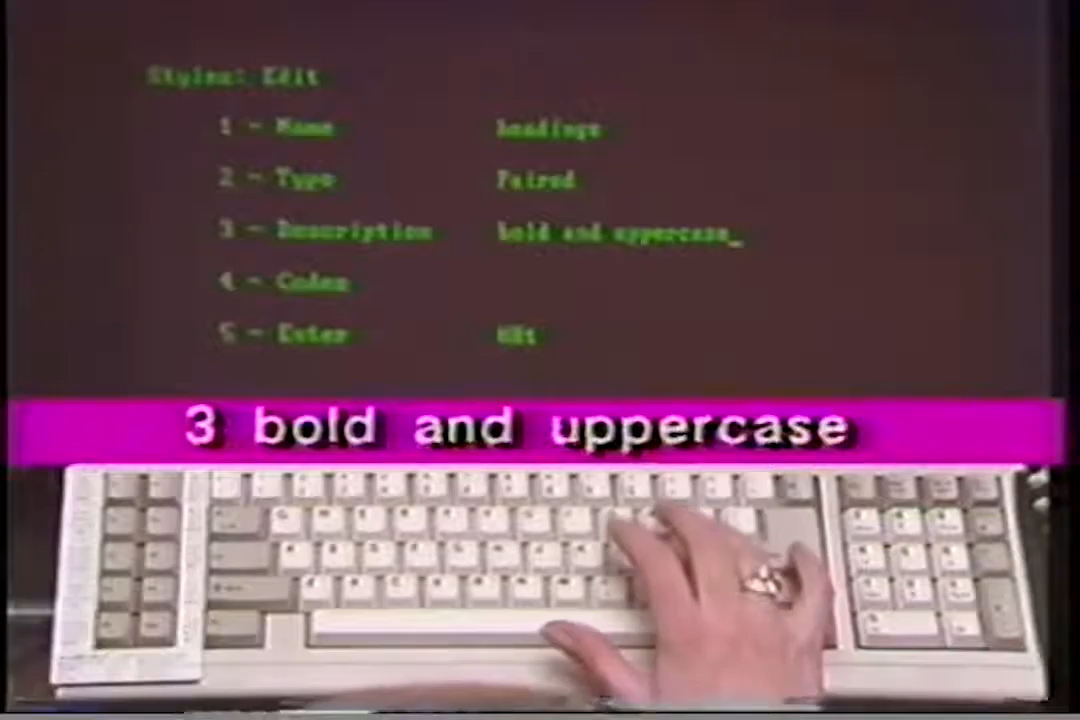 Styles: Edit
1 - Name headings
2 - Type Paired
3 - Description bold and uppercase_
4 - Codes
5 - Enter HRt
3 bold and uppercase